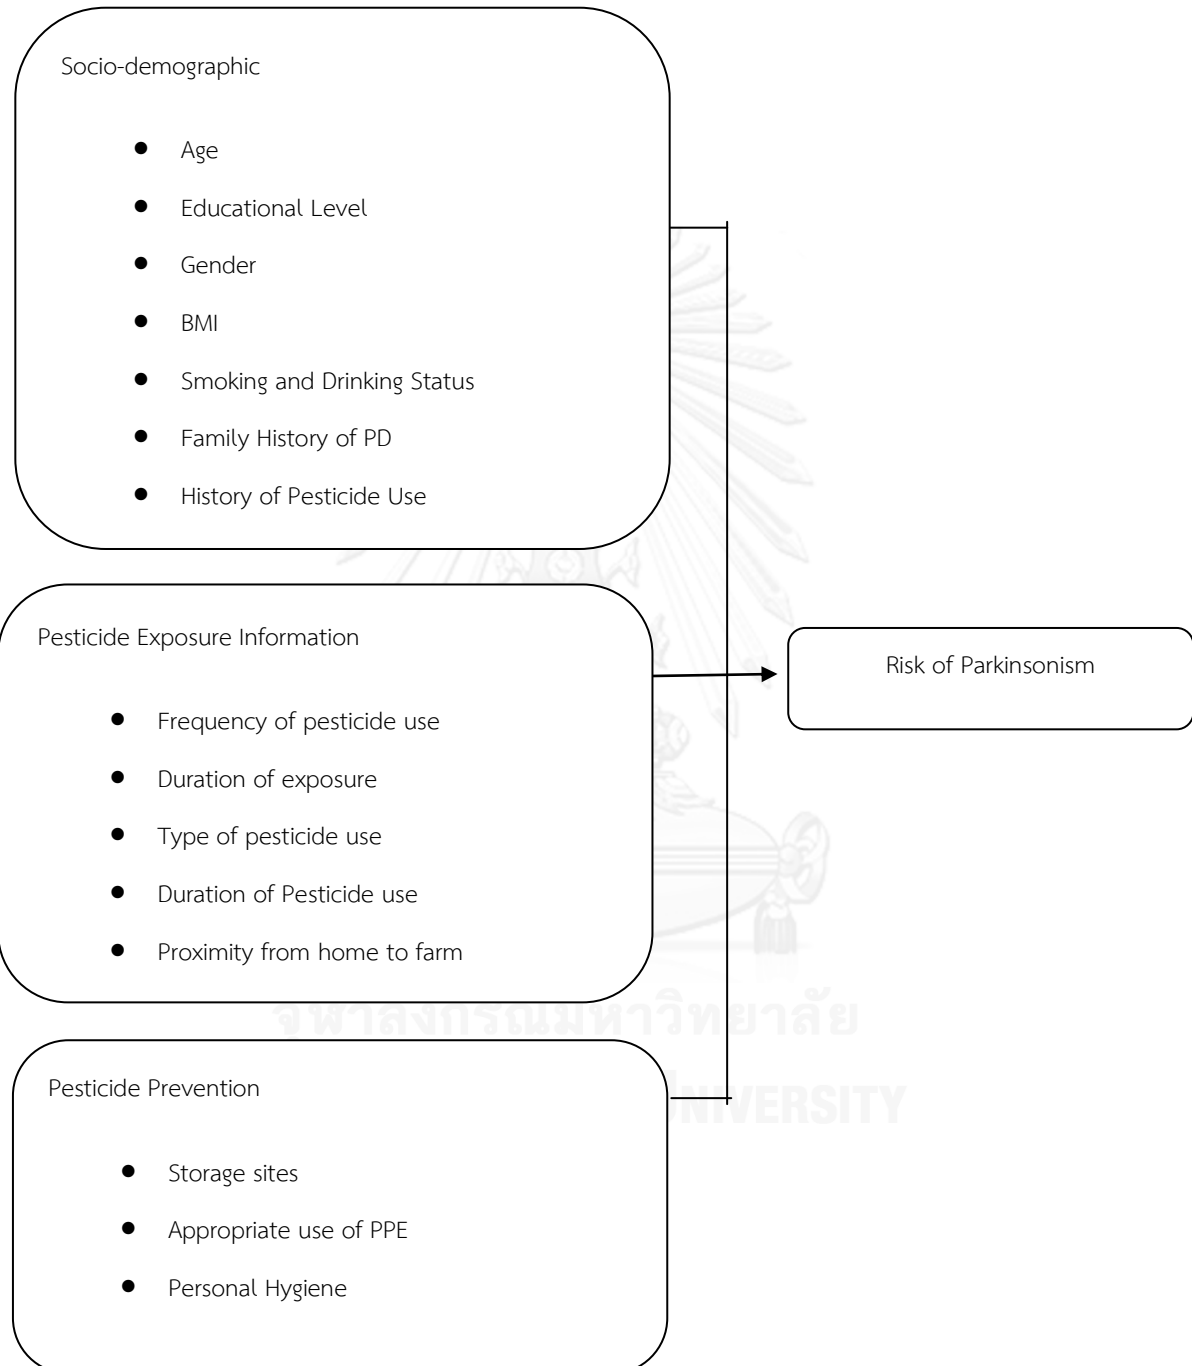 Socio-demographic
● Age
● Educational Level
● Gender
● BMI
● Smoking and Drinking Status
● Family History of PD
● History of Pesticide Use
Pesticide Exposure Information
● Frequency of pesticide use
● Duration of exposure
● Type of pesticide use
● Duration of Pesticide use
● Proximity from home to farm
Risk of Parkinsonism
จุฬาลงกรณ์มหาวิทยาลัย
UNIVERSITY
Pesticide Prevention
● Storage sites
● Appropriate use of PPE
● Personal Hygiene